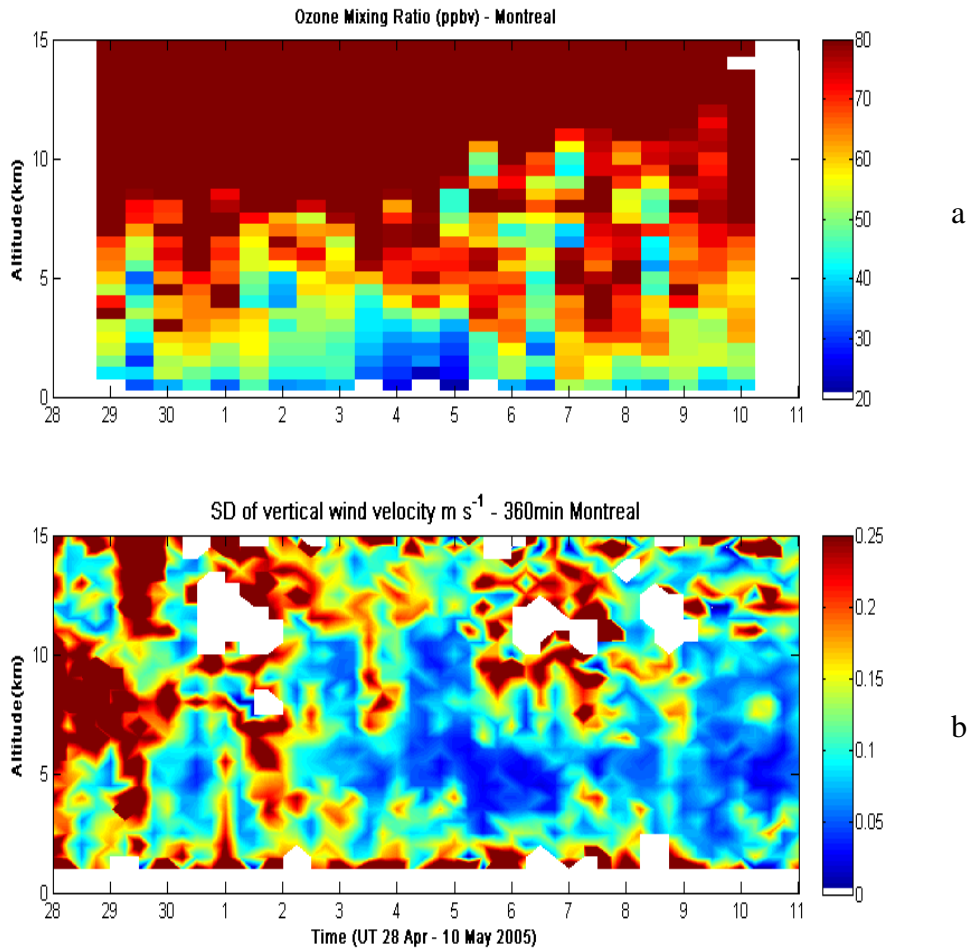 Ozone Mixing Ratio (ppbv) - Montreal
15
10
5
0
Altitude(km)
28 29 30 1 2 3 4 5 6 7 8 9 10 11
80
70
60
50
40
30
20
a
SD of vertical wind velocity m s⁻¹ - 360min Montreal
15
10
5
0
Altitude(km)
28 29 30 1 2 3 4 5 6 7 8 9 10 11
Time (UT 28 Apr - 10 May 2005)
0.25
0.2
0.15
0.1
0.05
0
b